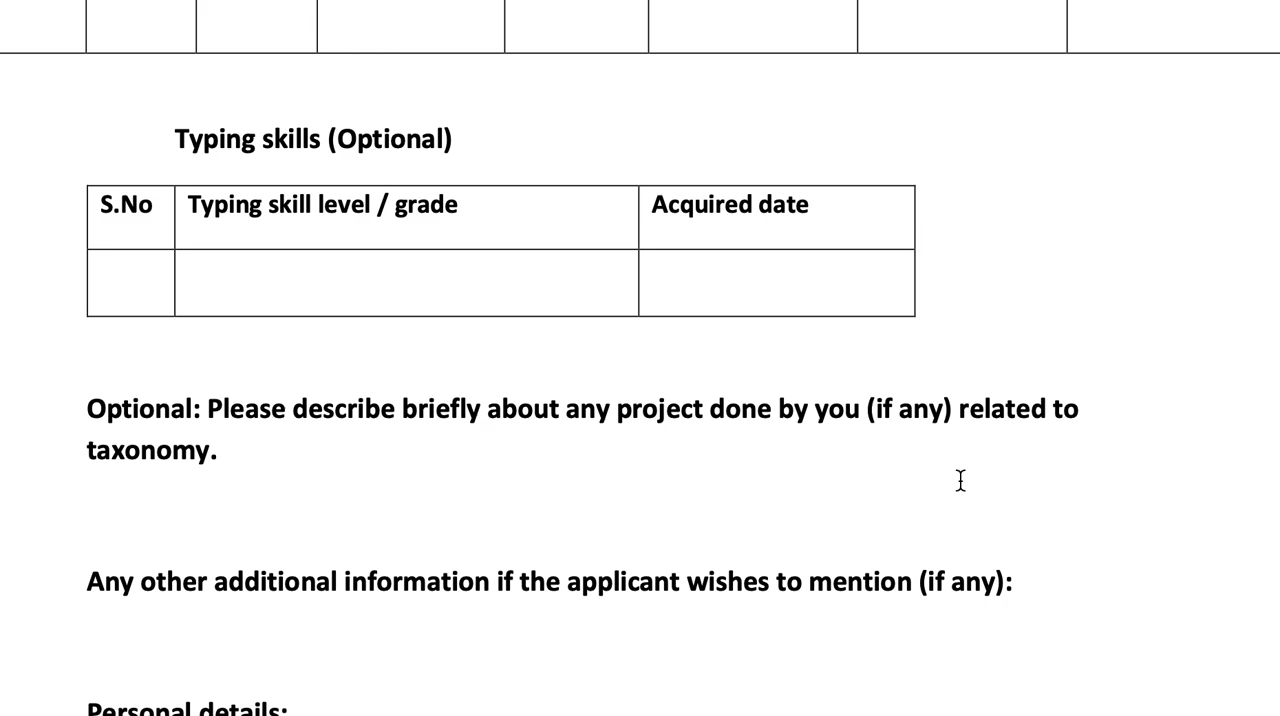 Typing skills (Optional)
S.No Typing skill level / grade Acquired date
Optional: Please describe briefly about any project done by you (if any) related to
taxonomy.
Any other additional information if the applicant wishes to mention (if any):
Personal details: